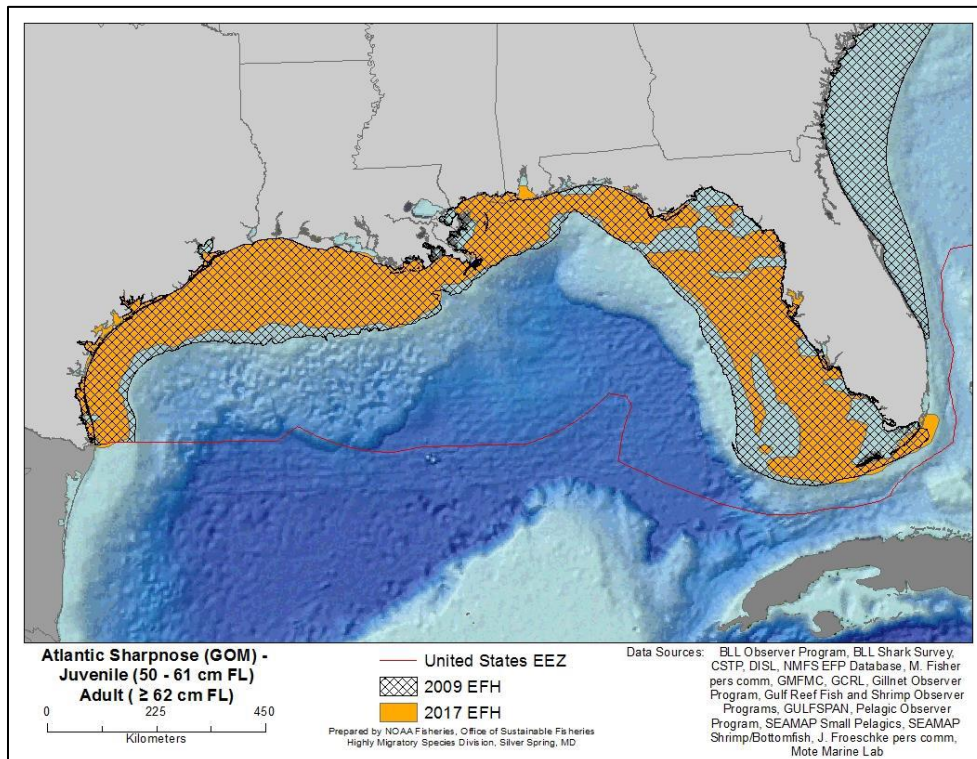 Atlantic Sharpnose (GOM) -
Juvenile (50 - 61 cm FL)
Adult ( ≥ 62 cm FL)
0 225 450
Kilometers
United States EEZ
2009 EFH
2017 EFH
Prepared by NOAA Fisheries, Office of Sustainable Fisheries
Highly Migratory Species Division, Silver Spring, MD
Data Sources: BLL Observer Program, BLL Shark Survey,
CSTP, DISL, NMFS EFP Database, M. Fisher
pers comm, GMFMC, GCRL, Gillnet Observer
Program, Gulf Reef Fish and Shrimp Observer
Programs, GULFSPAN, Pelagic Observer
Program, SEAMAP Small Pelagics, SEAMAP
Shrimp/Bottomfish, J. Froeschke pers comm,
Mote Marine Lab